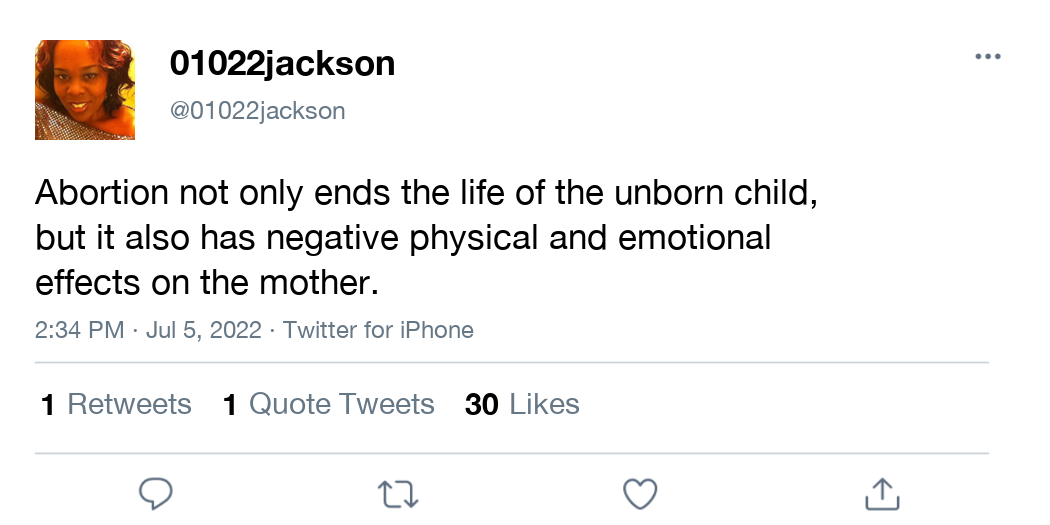 01022jackson
@01022jackson
Abortion not only ends the life of the unborn child,
but it also has negative physical and emotional
effects on the mother.
2:34 PM · Jul 5, 2022 · Twitter for iPhone
1 Retweets 1 Quote Tweets 30 Likes